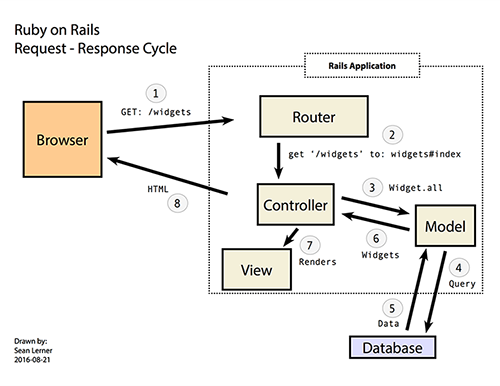 Ruby on Rails
Request - Response Cycle
Rails Application
1
GET: /widgets
Browser
Router
2
get ‘/widgets’ to: widgets#index
HTML
8
3
Widget.all
Controller
Model
6
Widgets
7
Renders
View
4
Query
5
Data
Database
Drawn by:
Sean Lerner
2016-08-21